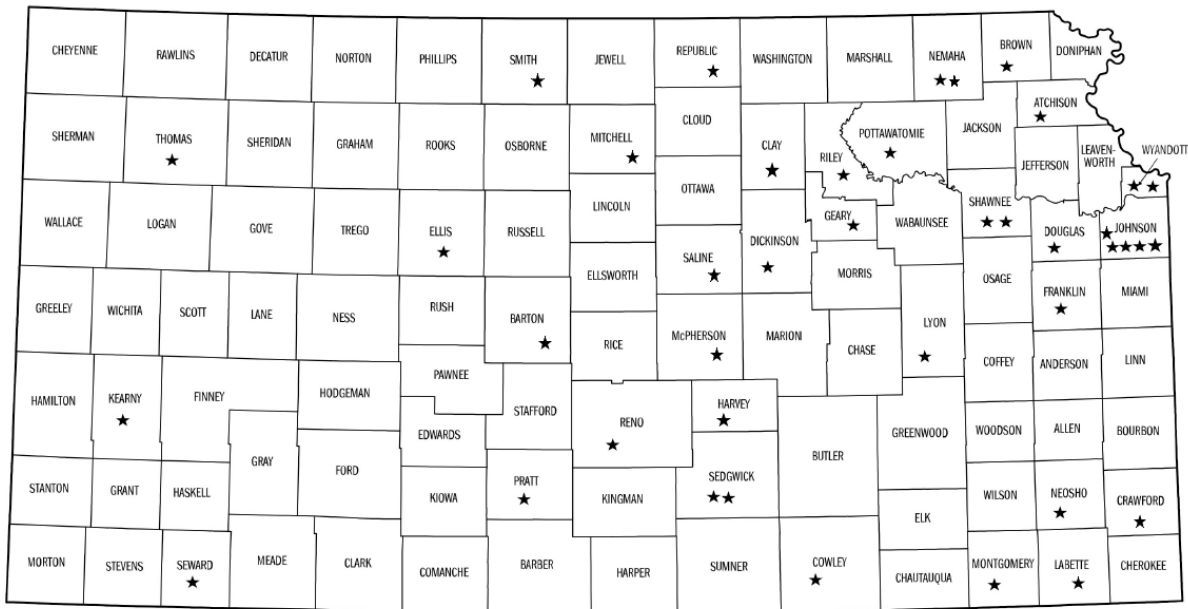 CHEYENNE
RAWLINS
DECATUR
NORTON
PHILLIPS
SMITH
JEWELL
REPUBLIC
WASHINGTON
MARSHALL
NEMAHA
BROWN
DONIPHAN
SHERMAN
THOMAS
SHERIDAN
GRAHAM
ROOKS
OSBORNE
MITCHELL
CLOUD
CLAY
RILEY
POTTAWATOMIE
JACKSON
ATCHISON
JEFFERSON
LEAVEN-
WORTH
WYANDOTT
WALLACE
LOGAN
GOVE
TREGO
ELLIS
RUSSELL
LINCOLN
OTTAWA
DICKINSON
GEARY
WABAUNSEE
SHAWNEE
DOUGLAS
JOHNSON
GREELEY
WICHITA
SCOTT
LANE
NESS
RUSH
BARTON
ELLSWORTH
SALINE
MORRIS
OSAGE
FRANKLIN
MIAMI
RICE
McPHERSON
MARION
CHASE
LYON
COFFEY
ANDERSON
LINN
HAMILTON
KEARNY
FINNEY
HODGEMAN
PAWNEE
STAFFORD
EDWARDS
RENO
HARVEY
BUTLER
GREENWOOD
WOODSON
ALLEN
BOURBON
STANTON
GRANT
HASKELL
GRAY
FORD
KIOWA
PRATT
KINGMAN
SEDGWICK
ELK
WILSON
NEOSHO
CRAWFORD
MORTON
STEVENS
SEWARD
MEADE
CLARK
COMANCHE
BARBER
HARPER
SUMNER
COWLEY
CHAUTAUQUA
MONTGOMERY
LABETTE
CHEROKEE